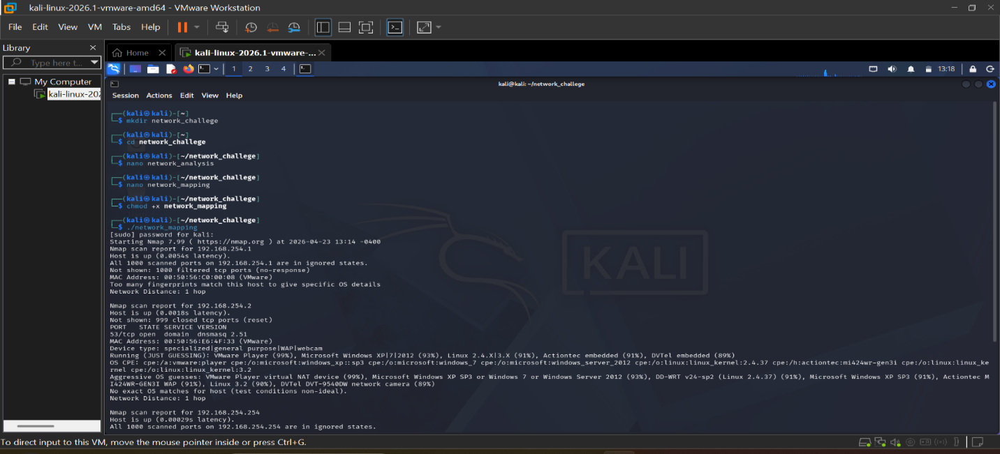 kali-linux-2026.1-vmware-amd64 - VMware Workstation
File Edit View VM Tabs Help
Library
Type here t...
My Computer
kali-linux-202
Home
kali-linux-2026.1-vmware-...
1 2 3 4
13:18
kali@kali: ~/network_challege
Session Actions Edit View Help
(kali㉿kali)-[~]
$ mkdir network_challege
(kali㉿kali)-[~]
$ cd network_challege
(kali㉿kali)-[~/network_challege]
$ nano network_analysis
(kali㉿kali)-[~/network_challege]
$ nano network_mapping
(kali㉿kali)-[~/network_challege]
$ chmod +x network_mapping
(kali㉿kali)-[~/network_challege]
$ ./network_mapping
[sudo] password for kali:
Starting Nmap 7.99 ( https://nmap.org ) at 2026-04-23 13:14 -0400
Nmap scan report for 192.168.254.1
Host is up (0.0054s latency).
All 1000 scanned ports on 192.168.254.1 are in ignored states.
Not shown: 1000 filtered tcp ports (no-response)
MAC Address: 00:50:56:C0:00:08 (VMware)
Too many fingerprints match this host to give specific OS details
Network Distance: 1 hop
Nmap scan report for 192.168.254.2
Host is up (0.0018s latency).
Not shown: 999 closed tcp ports (reset)
PORT STATE SERVICE VERSION
53/tcp open domain dnsmasq 2.51
MAC Address: 00:50:56:E6:4F:33 (VMware)
Device type: specialized|general purpose|WAP|webcam
Running (JUST GUESSING): VMware Player (99%), Microsoft Windows XP|7|2012 (93%), Linux 2.4.X|3.X (91%), Actiontec embedded (91%), DVTel embedded (89%)
OS CPE: cpe:/a:vmware:player cpe:/o:microsoft:windows_xp::sp3 cpe:/o:microsoft:windows_7 cpe:/o:microsoft:windows_server_2012 cpe:/o:linux:linux_kernel:2.4.37 cpe:/h:actiontec:mi424wr-gen3i cpe:/o:linux:linux_ke
rnel cpe:/o:linux:linux_kernel:3.2
Aggressive OS guesses: VMware Player virtual NAT device (99%), Microsoft Windows XP SP3 or Windows 7 or Windows Server 2012 (93%), DD-WRT v24-sp2 (Linux 2.4.37) (91%), Microsoft Windows XP SP3 (91%), Actiontec M
I424WR-GEN3I WAP (91%), Linux 3.2 (90%), DVTel DVT-9540DW network camera (89%)
No exact OS matches for host (test conditions non-ideal).
Network Distance: 1 hop
Nmap scan report for 192.168.254.254
Host is up (0.00029s latency).
All 1000 scanned ports on 192.168.254.254 are in ignored states.
KALI
To direct input to this VM, move the mouse pointer inside or press Ctrl+G.